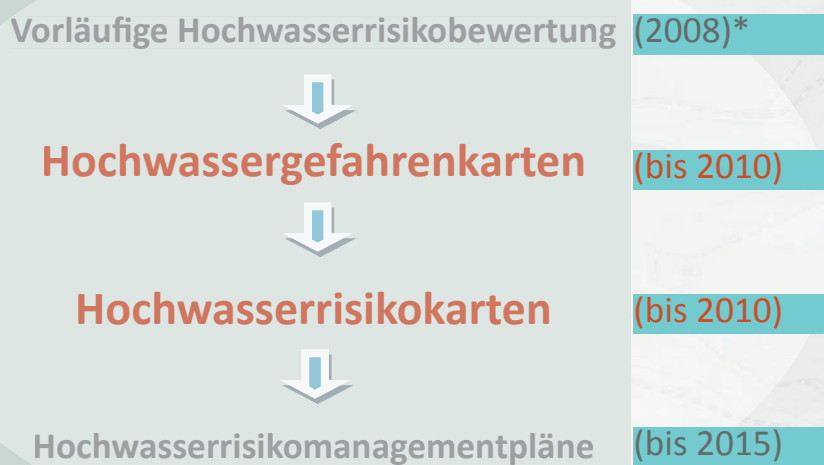 Vorläufige Hochwasserrisikobewertung (2008)*
Hochwassergefahrenkarten (bis 2010)
Hochwasserrisikokarten (bis 2010)
Hochwasserrisikomanagementpläne (bis 2015)